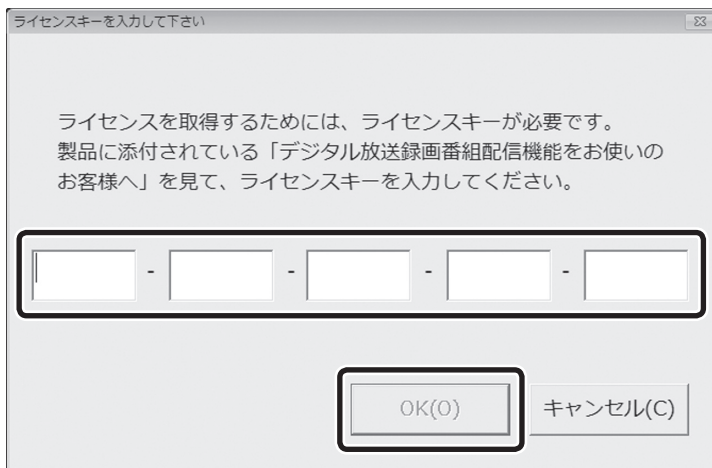 ライセンスキーを入力して下さい
ライセンスを取得するためには、ライセンスキーが必要です。
製品に添付されている「デジタル放送録画番組配信機能をお使いの
お客様へ」を見て、ライセンスキーを入力してください。
- - - -
OK(O) キャンセル(C)